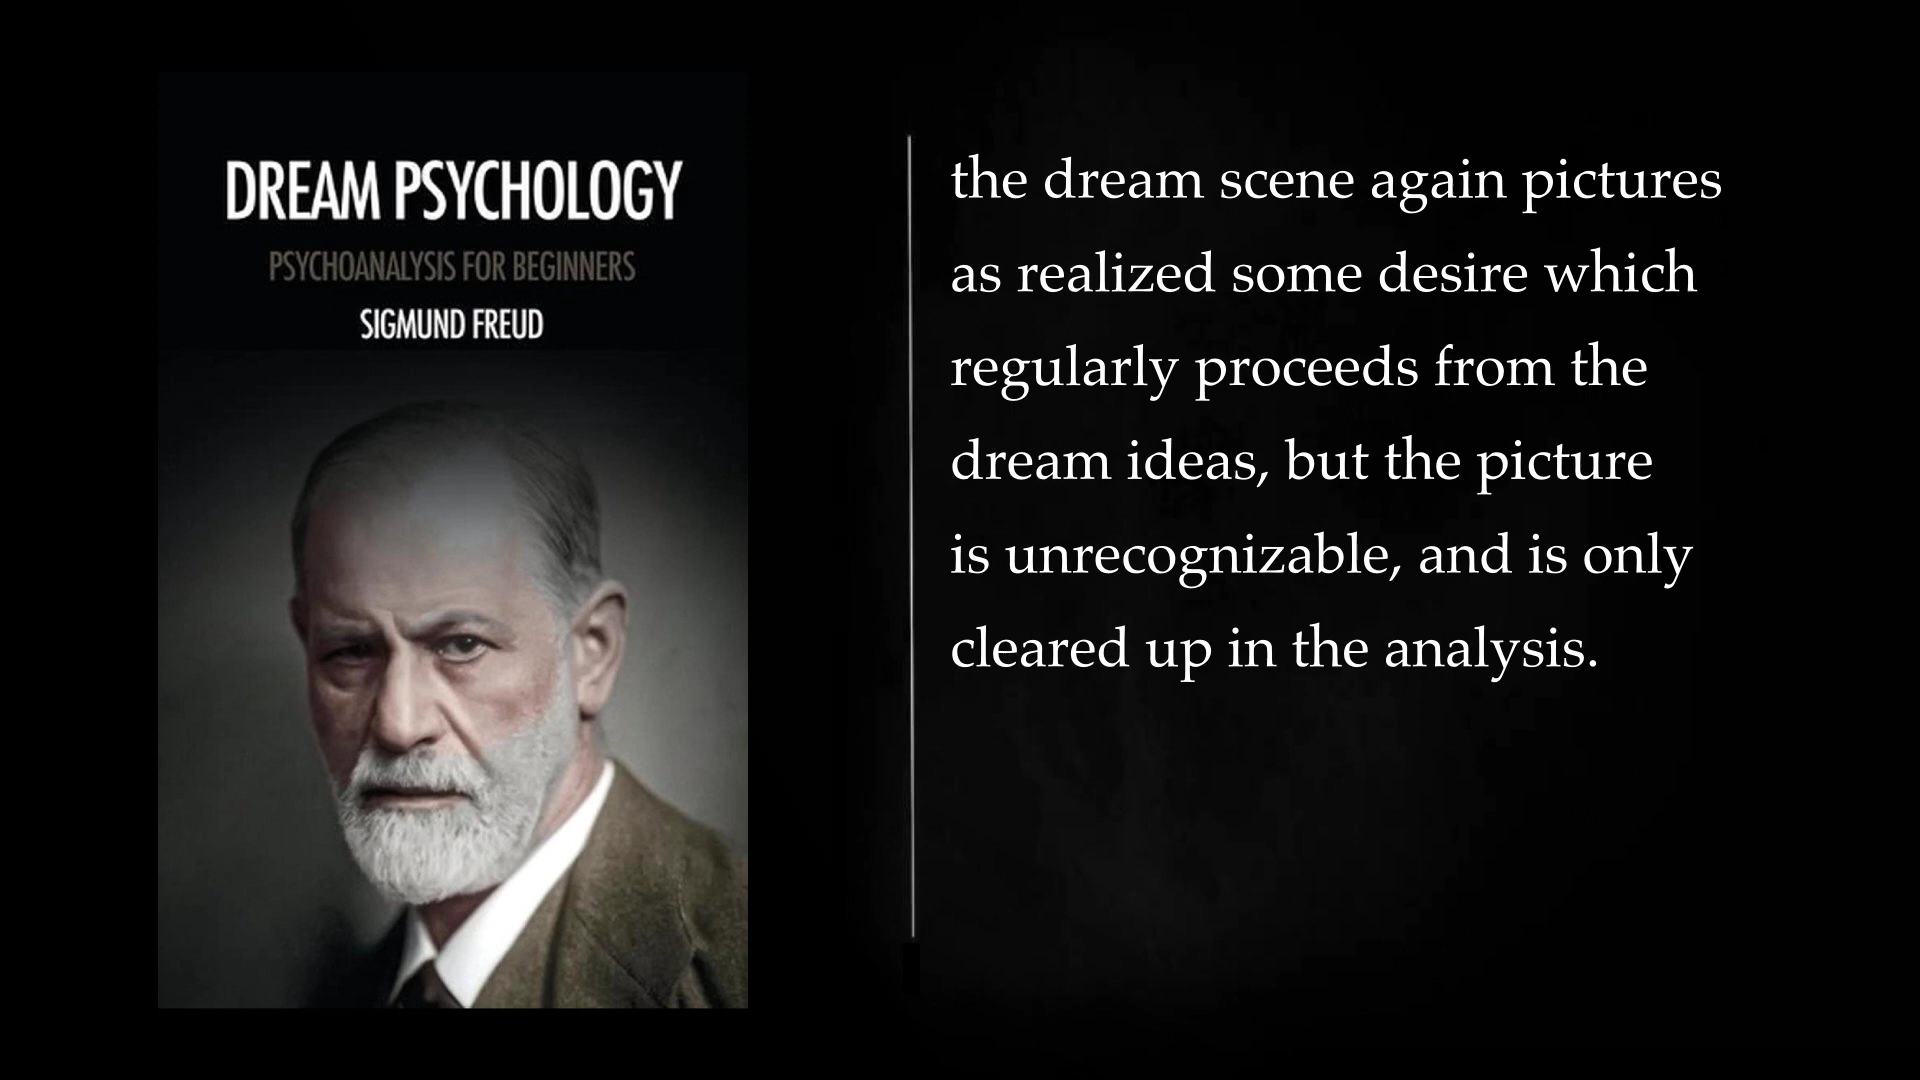 DREAM PSYCHOLOGY
PSYCHOANALYSIS FOR BEGINNERS
SIGMUND FREUD
the dream scene again pictures
as realized some desire which
regularly proceeds from the
dream ideas, but the picture
is unrecognizable, and is only
cleared up in the analysis.